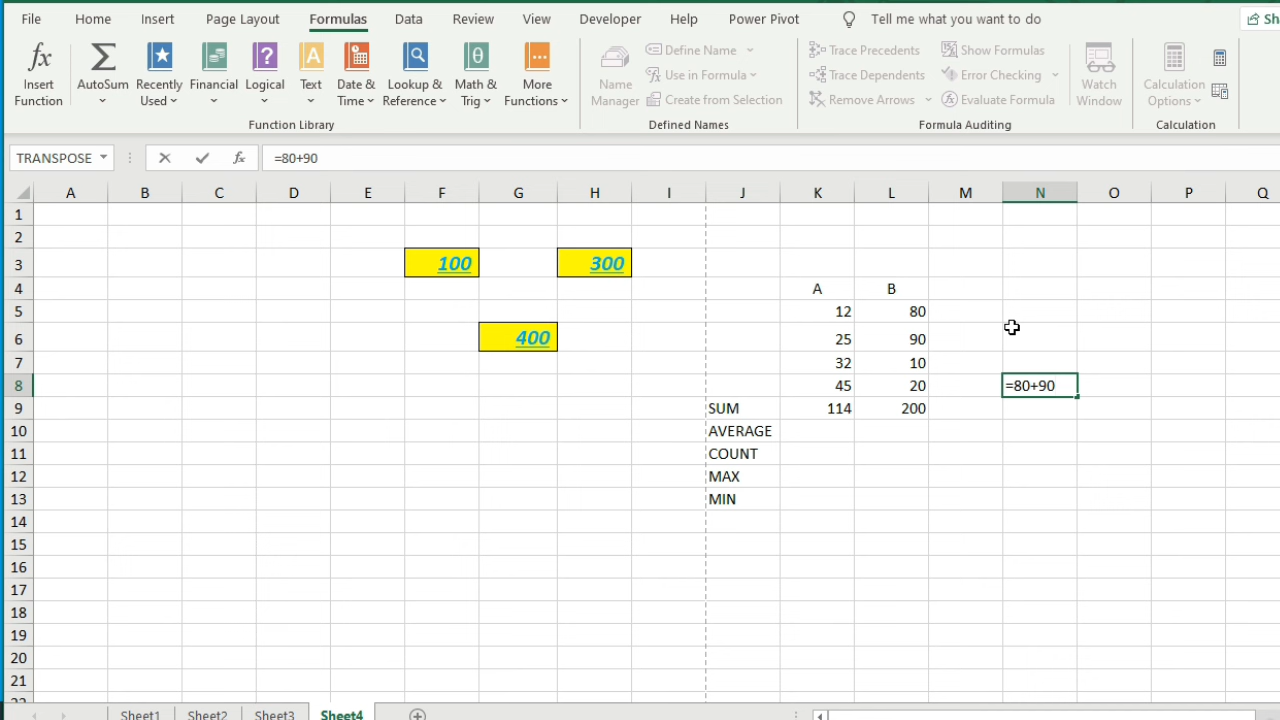 File Home Insert Page Layout Formulas Data Review View Developer Help Power Pivot Tell me what you want to do Sh
fx Σ A ? θ
Insert Function AutoSum Recently Used Financial Logical Text Date & Time Lookup & Reference Math & Trig More Functions
Name Manager Define Name Use in Formula Create from Selection
Trace Precedents Trace Dependents Remove Arrows Show Formulas Error Checking Evaluate Formula Watch Window Calculation Options
Function Library Defined Names Formula Auditing Calculation
TRANSPOSE fx =80+90
A B C D E F G H I J K L M N O P Q
1
2
3 100 300
4 A B
5 12 80
6 400 25 90
7 32 10
8 45 20 =80+90
9 SUM 114 200
10 AVERAGE
11 COUNT
12 MAX
13 MIN
14
15
16
17
18
19
20
21
22
Sheet1 Sheet2 Sheet3 Sheet4